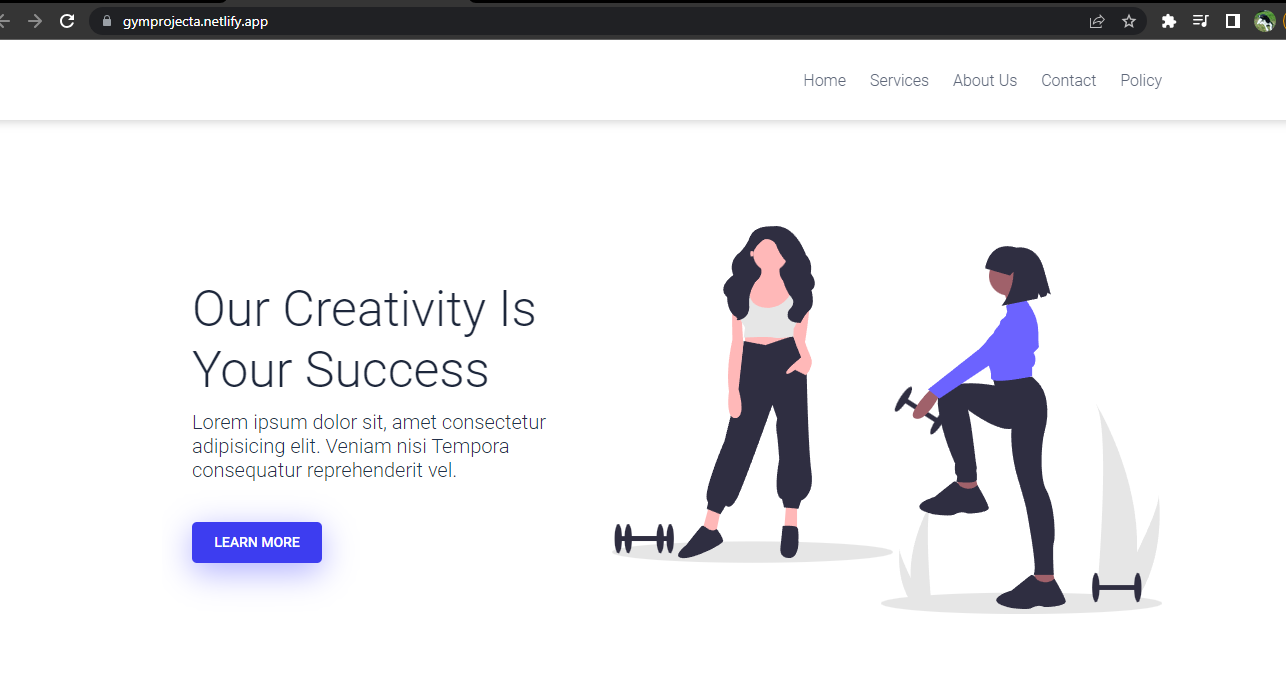 gymprojecta.netlify.app
Home Services About Us Contact Policy
Our Creativity Is
Your Success
Lorem ipsum dolor sit, amet consectetur
adipisicing elit. Veniam nisi Tempora
consequatur reprehenderit vel.
LEARN MORE